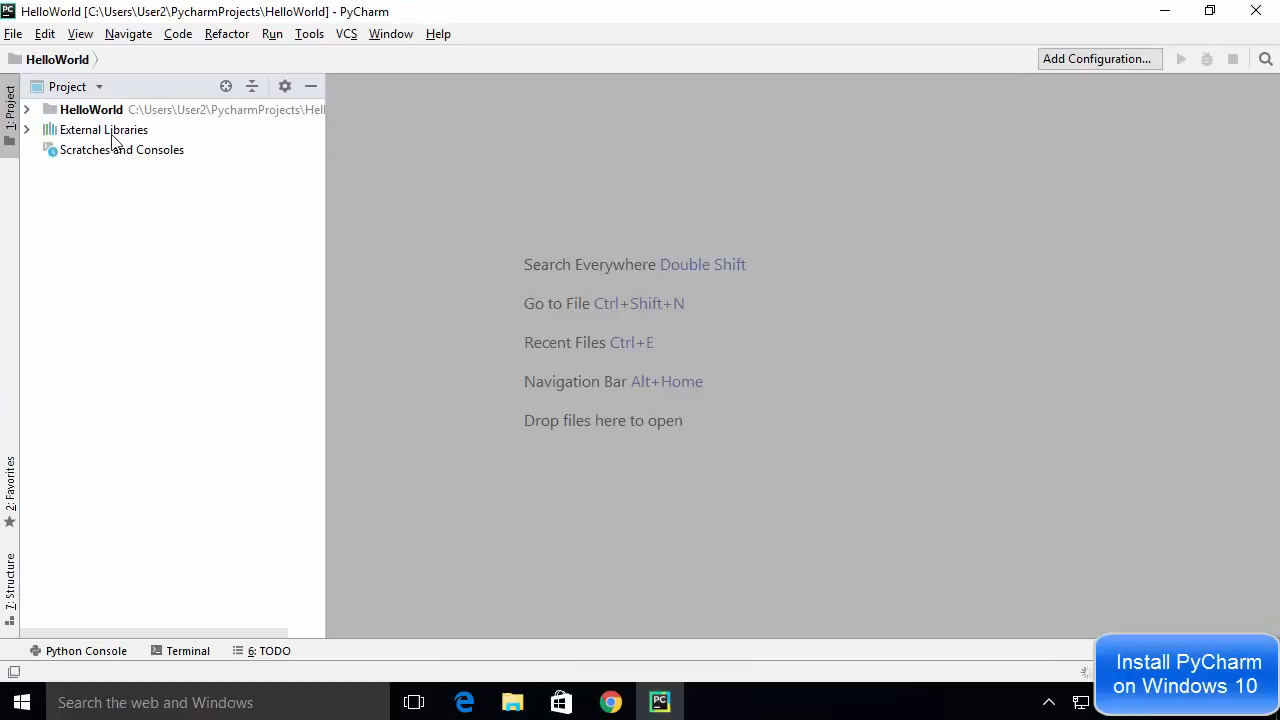 HelloWorld [C:\Users\User2\PycharmProjects\HelloWorld] - PyCharm
File Edit View Navigate Code Refactor Run Tools VCS Window Help
HelloWorld Add Configuration...
1: Project
Project
HelloWorld C:\Users\User2\PycharmProjects\Hell
External Libraries
Scratches and Consoles
Search Everywhere Double Shift
Go to File Ctrl+Shift+N
Recent Files Ctrl+E
Navigation Bar Alt+Home
Drop files here to open
2: Favorites
7: Structure
Python Console Terminal 6: TODO
Install PyCharm
on Windows 10
Search the web and Windows